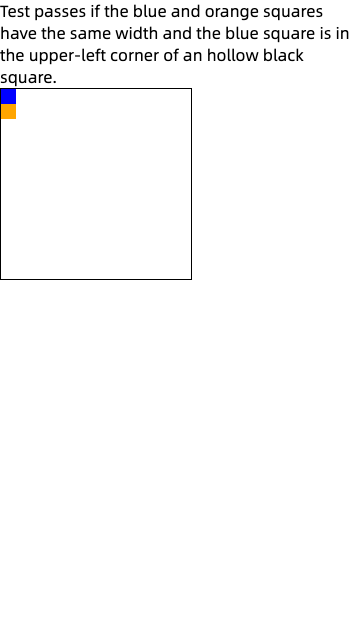 Test passes if the blue and orange squares
have the same width and the blue square is in
the upper-left corner of an hollow black
square.